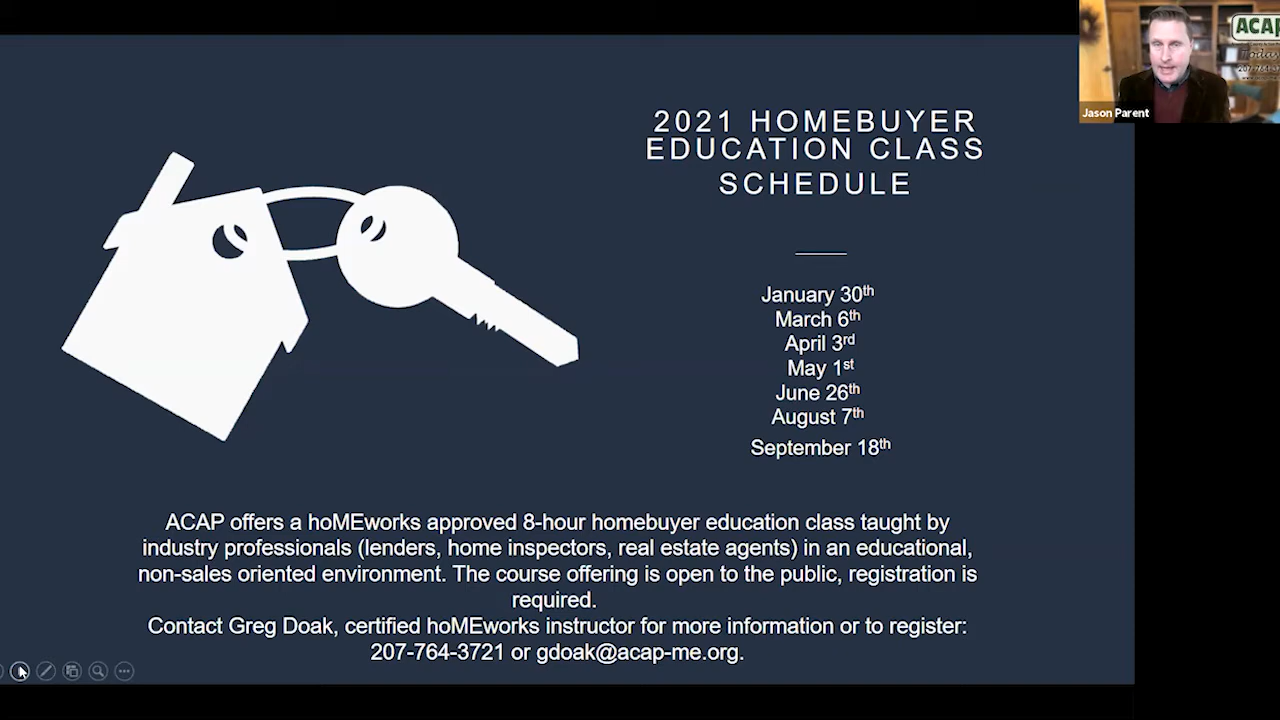 2021 HOMEBUYER
EDUCATION CLASS
SCHEDULE
January 30th
March 6th
April 3rd
May 1st
June 26th
August 7th
September 18th
ACAP offers a hoMEworks approved 8-hour homebuyer education class taught by
industry professionals (lenders, home inspectors, real estate agents) in an educational,
non-sales oriented environment. The course offering is open to the public, registration is
required.
Contact Greg Doak, certified hoMEworks instructor for more information or to register:
207-764-3721 or gdoak@acap-me.org.
ACAP
Jason Parent